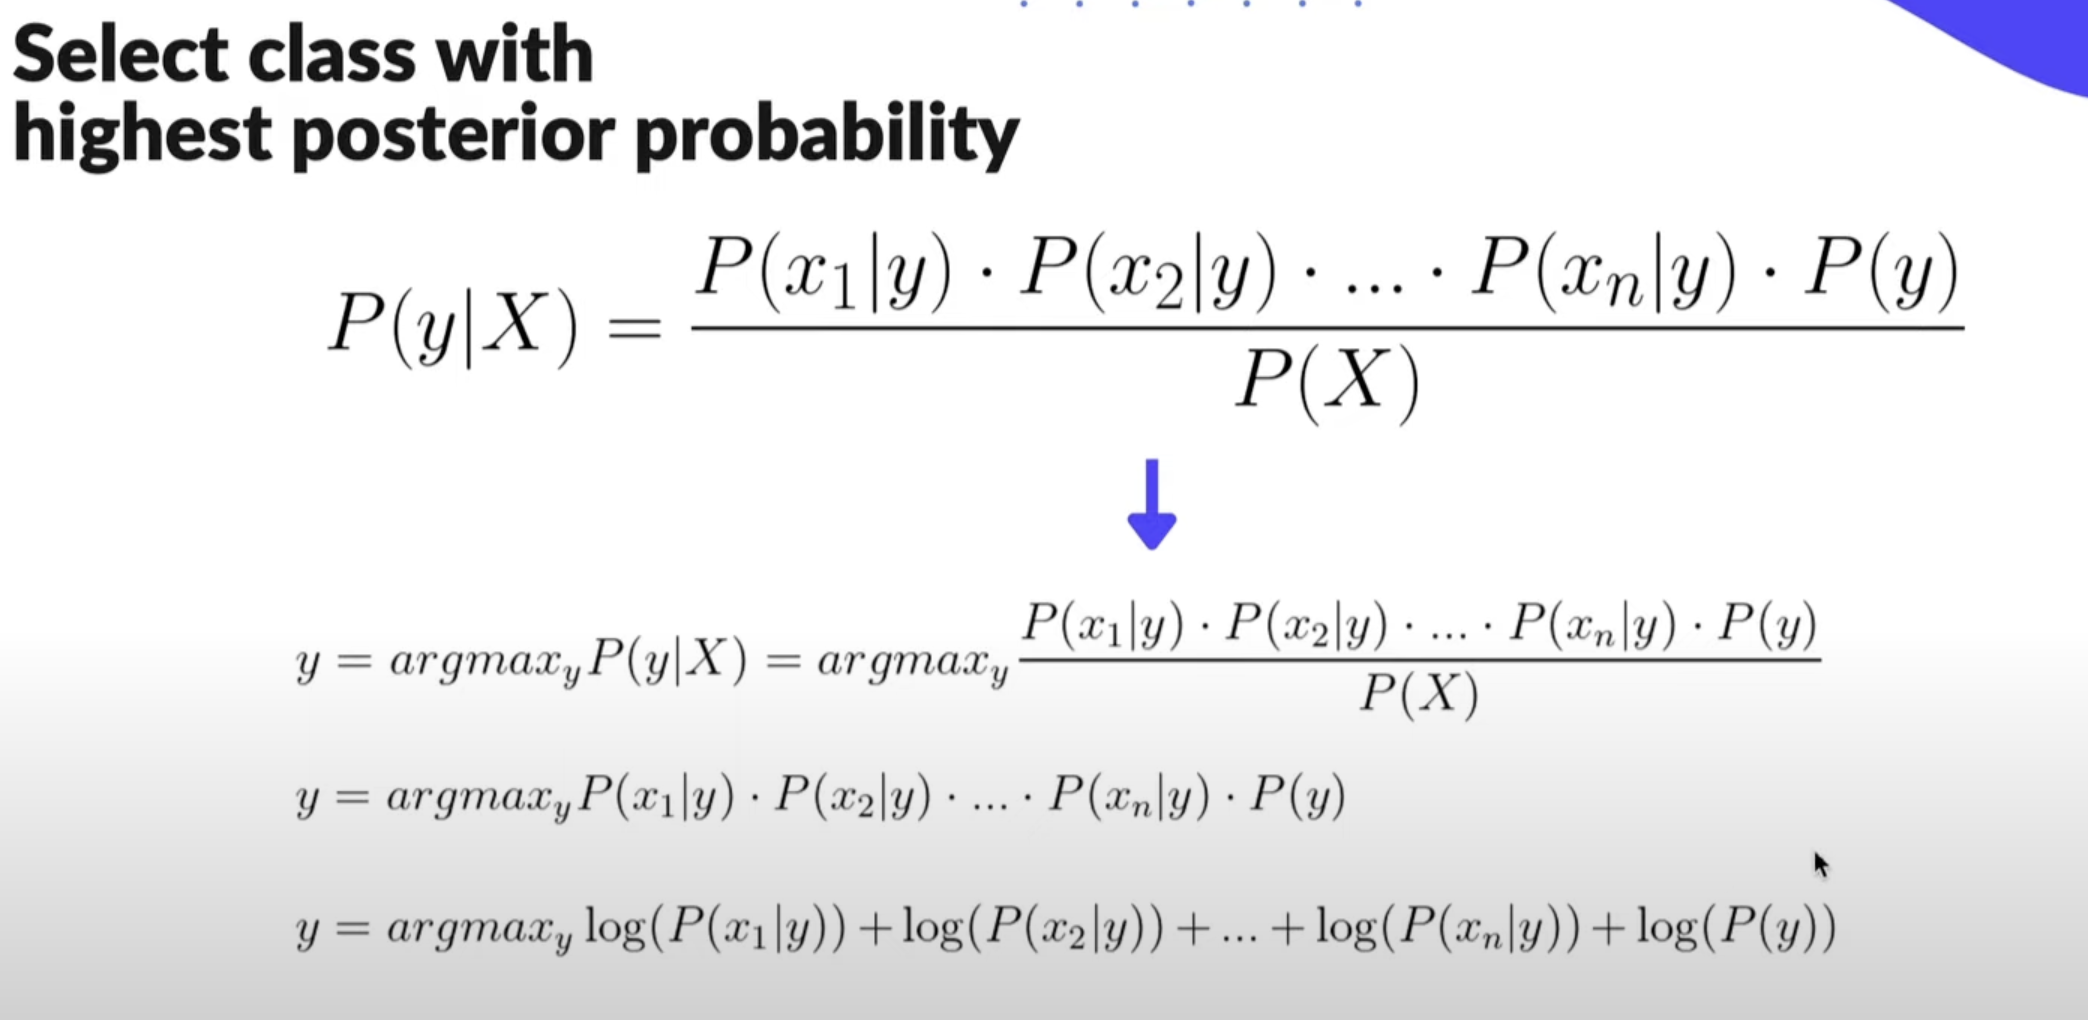 Select class with
highest posterior probability
P(y|X) = \frac{P(x_1|y) \cdot P(x_2|y) \cdot ... \cdot P(x_n|y) \cdot P(y)}{P(X)}
y = argmax_y P(y|X) = argmax_y \frac{P(x_1|y) \cdot P(x_2|y) \cdot ... \cdot P(x_n|y) \cdot P(y)}{P(X)}
y = argmax_y P(x_1|y) \cdot P(x_2|y) \cdot ... \cdot P(x_n|y) \cdot P(y)
y = argmax_y \log(P(x_1|y)) + \log(P(x_2|y)) + ... + \log(P(x_n|y)) + \log(P(y))